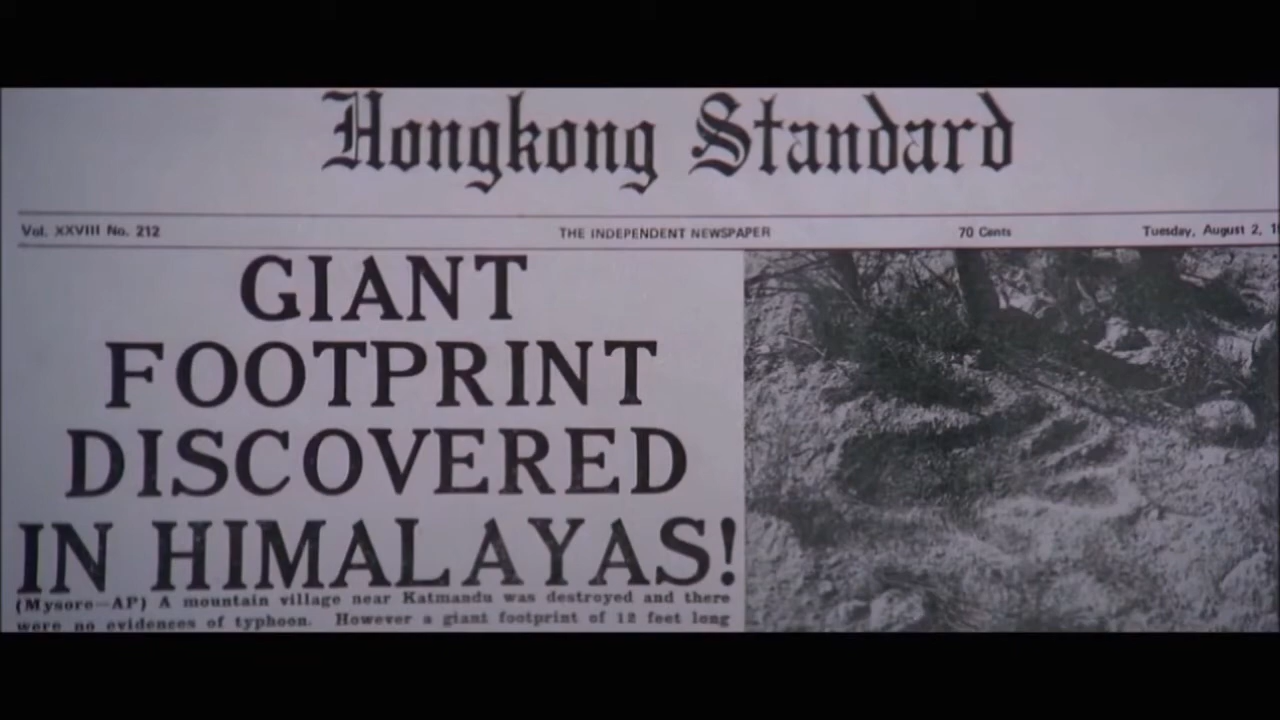 Hongkong Standard
Vol. XXVIII No. 212 THE INDEPENDENT NEWSPAPER 70 Cents Tuesday, August 2, 1
GIANT
FOOTPRINT
DISCOVERED
IN HIMALAYAS!
(Mysore—AP) A mountain village near Katmandu was destroyed and there
were no evidences of typhoon. However a giant footprint of 12 feet long